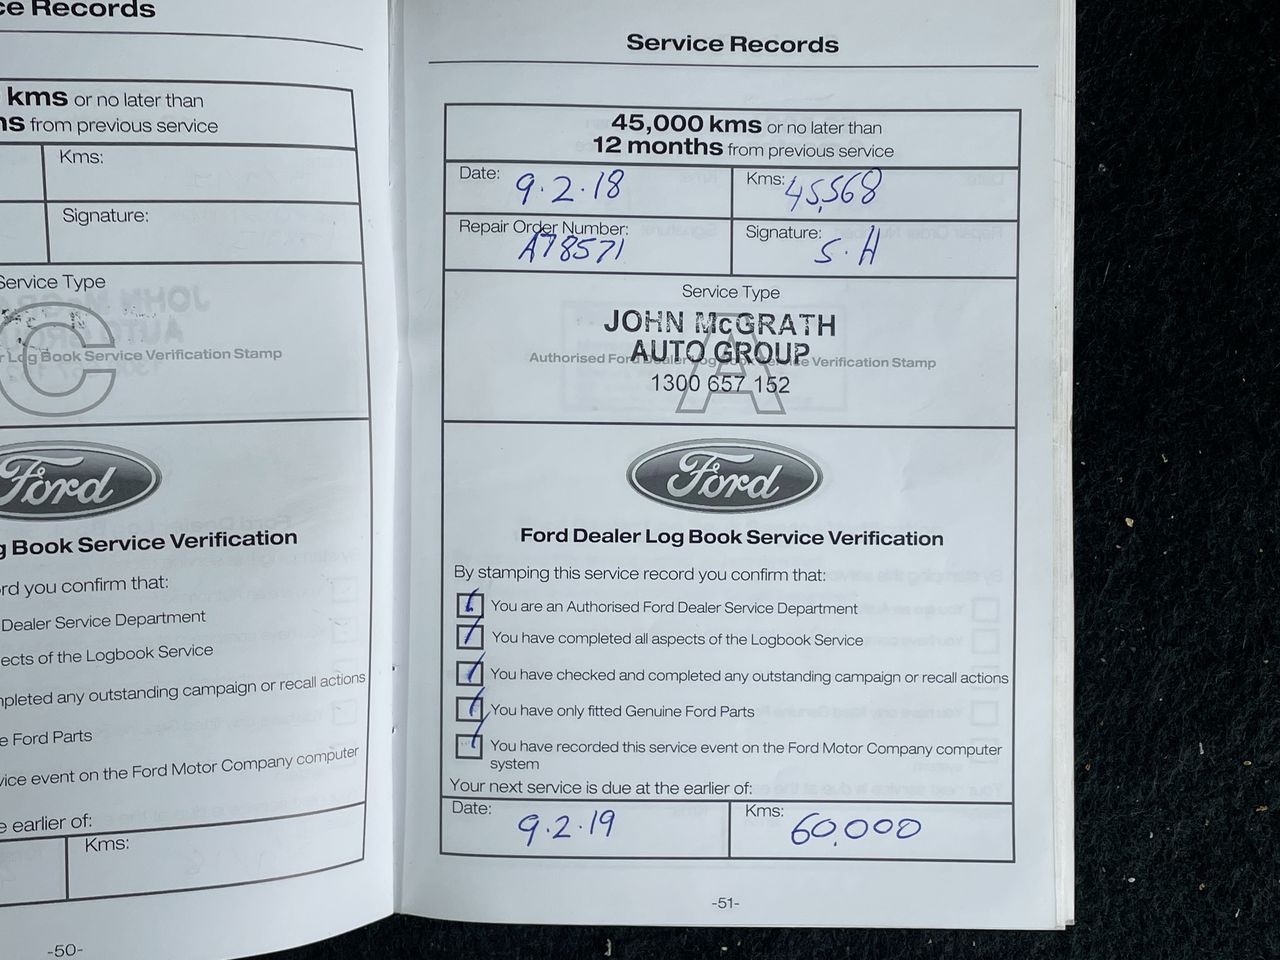 ce Records
kms or no later than
ns from previous service
Kms:
Signature:
Service Type
C
r Log Book Service Verification Stamp
Ford
g Book Service Verification
rd you confirm that:
Dealer Service Department
ects of the Logbook Service
mpleted any outstanding campaign or recall actions
e Ford Parts
vice event on the Ford Motor Company computer
e earlier of:
Kms:
-50-
Service Records
45,000 kms or no later than
12 months from previous service
Date: 9.2.18
Kms: 45,568
Repair Order Number:
A78571
Signature: S.H
Service Type
JOHN McGRATH
AUTO GROUP
Authorised Ford Dealer Log Book Service Verification Stamp
1300 657 152
A
Ford
Ford Dealer Log Book Service Verification
By stamping this service record you confirm that:
You are an Authorised Ford Dealer Service Department
You have completed all aspects of the Logbook Service
You have checked and completed any outstanding campaign or recall actions
You have only fitted Genuine Ford Parts
You have recorded this service event on the Ford Motor Company computer
system
Your next service is due at the earlier of:
Date: 9.2.19
Kms: 60,000
-51-